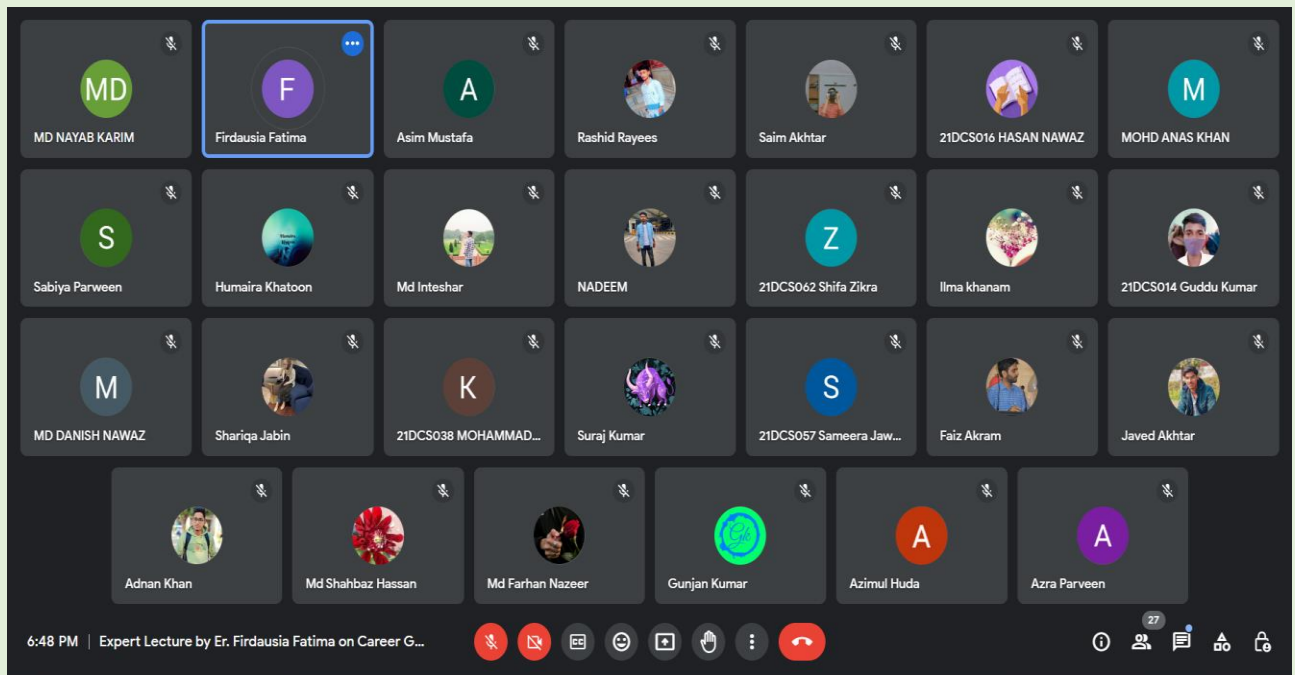 MD
MD NAYAB KARIM
F
Firdausia Fatima
A
Asim Mustafa
Rashid Rayees
Saim Akhtar
21DCS016 HASAN NAWAZ
M
MOHD ANAS KHAN
S
Sabiya Parween
Humaira Khatoon
Md Inteshar
NADEEM
Z
21DCS062 Shifa Zikra
Ilma khanam
21DCS014 Guddu Kumar
M
MD DANISH NAWAZ
Shariqa Jabin
K
21DCS038 MOHAMMAD...
Suraj Kumar
S
21DCS057 Sameera Jaw...
Faiz Akram
Javed Akhtar
Adnan Khan
Md Shahbaz Hassan
Md Farhan Nazeer
Gk
Gunjan Kumar
A
Azimul Huda
A
Azra Parveen
6:48 PM | Expert Lecture by Er. Firdausia Fatima on Career G...
CC
27